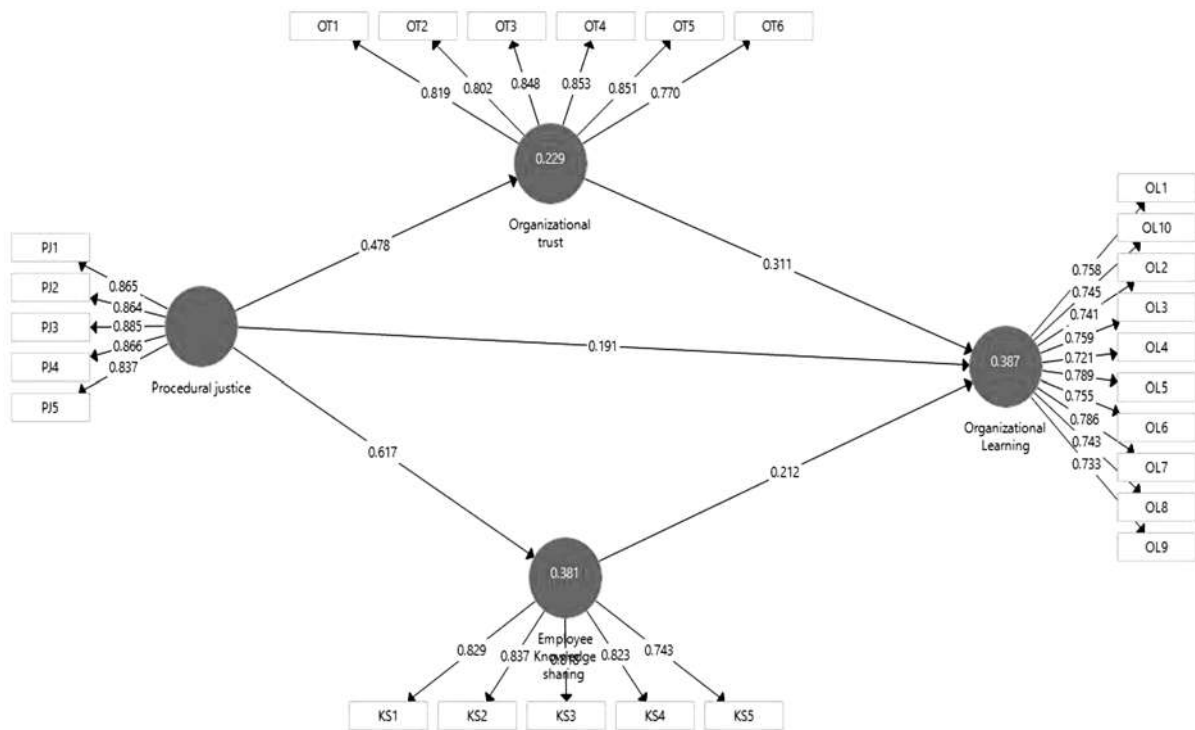 OT1
OT2
OT3
OT4
OT5
OT6
0.819
0.802
0.848
0.853
0.851
0.770
0.229
Organizational
trust
PJ1
PJ2
PJ3
PJ4
PJ5
0.865
0.864
0.885
0.866
0.837
Procedural justice
0.478
0.191
0.617
0.311
0.212
0.387
Organizational
Learning
0.758
0.745
0.741
0.759
0.721
0.789
0.755
0.786
0.743
0.733
OL1
OL10
OL2
OL3
OL4
OL5
OL6
OL7
OL8
OL9
0.381
Employee
Knowledge
sharing
0.829
0.837
0.818
0.823
0.743
KS1
KS2
KS3
KS4
KS5